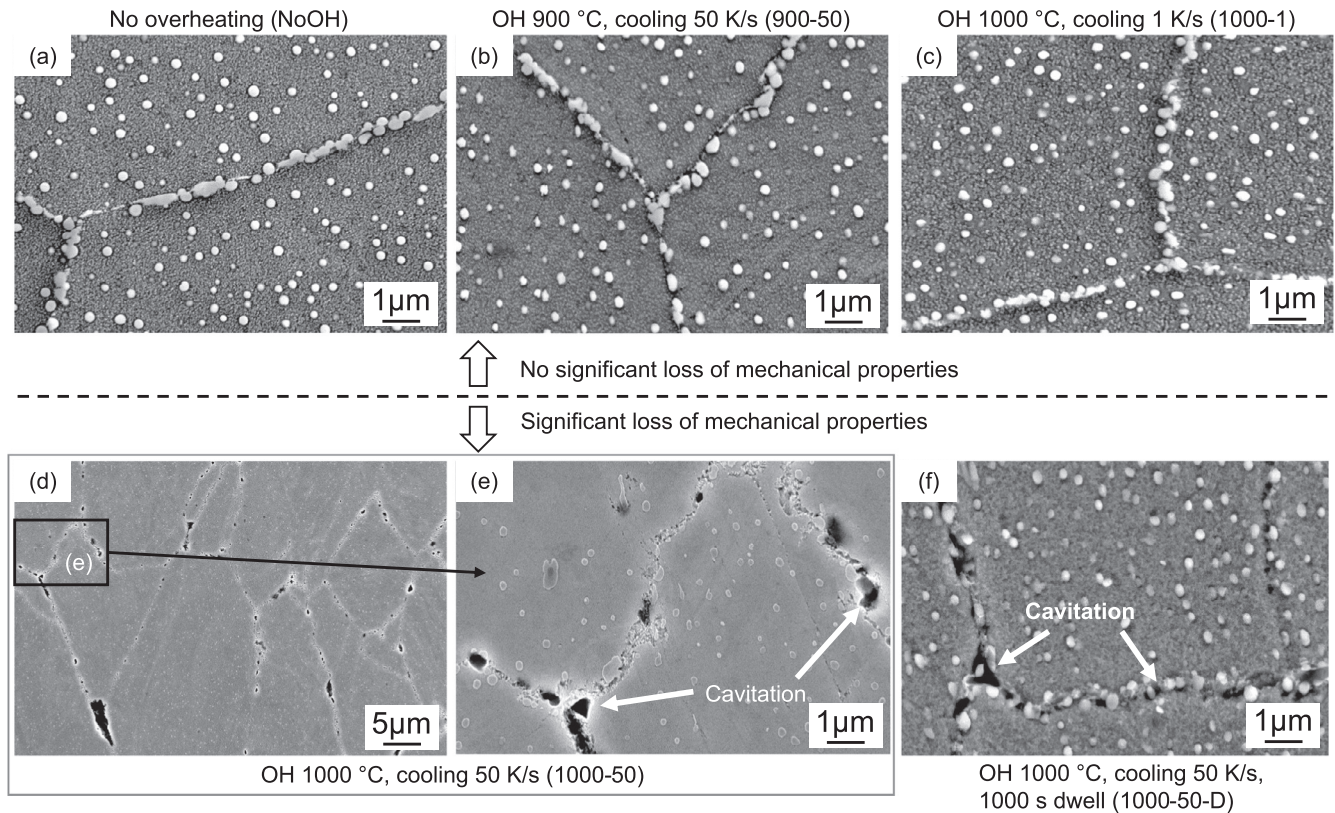 No overheating (NoOH)
OH 900 °C, cooling 50 K/s (900-50)
OH 1000 °C, cooling 1 K/s (1000-1)
(a)
(b)
(c)
1µm
1µm
1µm
No significant loss of mechanical properties
Significant loss of mechanical properties
(d)
(e)
(f)
(e)
Cavitation
Cavitation
5µm
1µm
1µm
OH 1000 °C, cooling 50 K/s (1000-50)
OH 1000 °C, cooling 50 K/s,
1000 s dwell (1000-50-D)